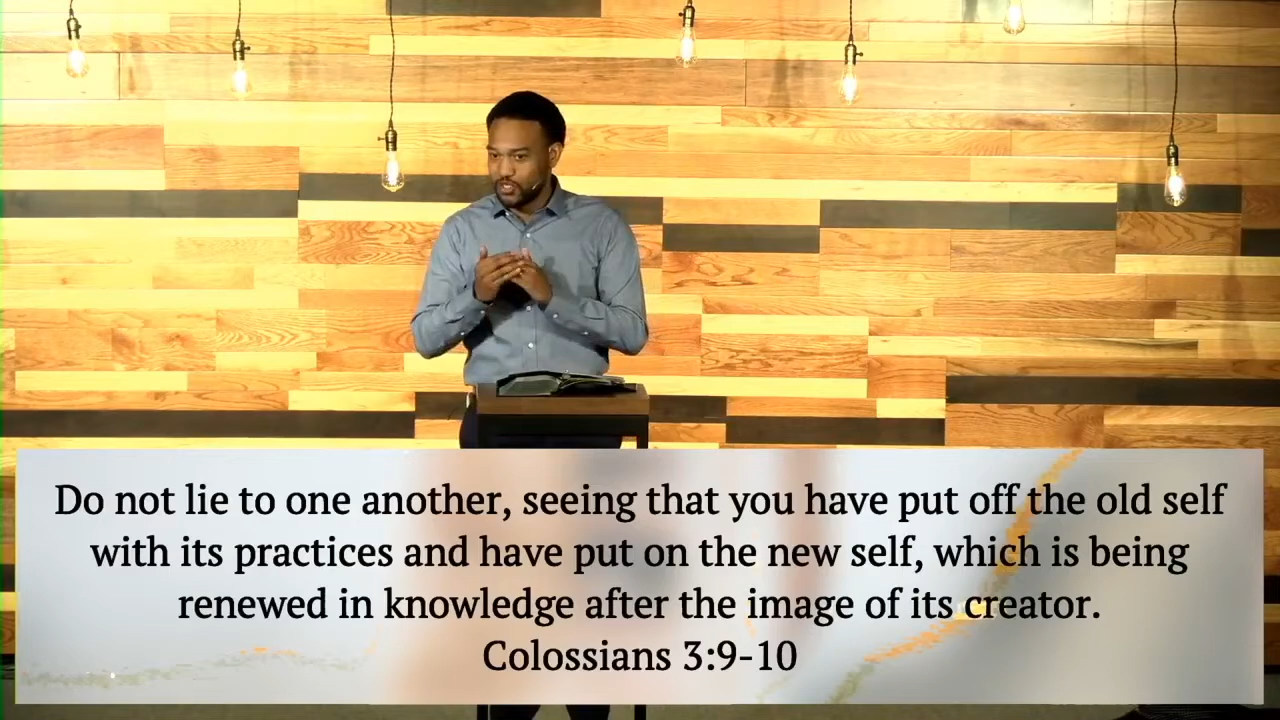 Do not lie to one another, seeing that you have put off the old self
with its practices and have put on the new self, which is being
renewed in knowledge after the image of its creator.
Colossians 3:9-10